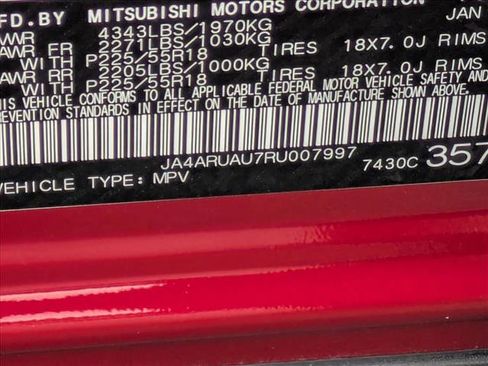 FD.BY MITSUBISHI MOTORS CORPORATION JAN
WR 4343LBS/1970KG
AWR FR 2271LBS/1030KG
WITH P225/55R18 TIRES 18X7.0J RIMS
AWR RR 2205LBS/1000KG
WITH P225/55R18 TIRES 18X7.0J RIMS
THIS VEHICLE CONFORMS TO ALL APPLICABLE FEDERAL MOTOR VEHICLE SAFETY AND
PREVENTION STANDARDS IN EFFECT ON THE DATE OF MANUFACTURE SHOWN ABOVE.
JA4ARUAU7RU007997 7430C 357
VEHICLE TYPE: MPV